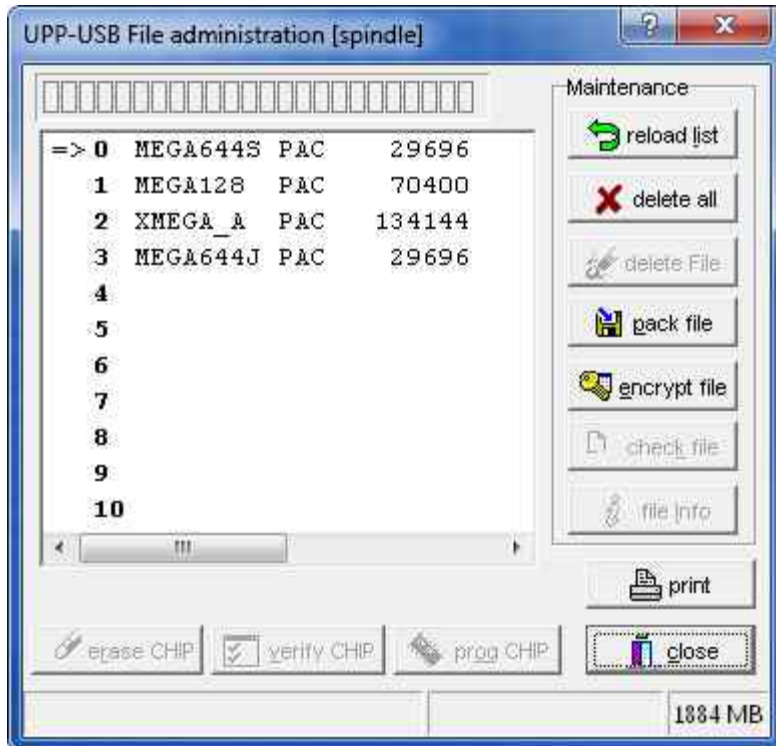 UPP-USB File administration [spindle]
Maintenance
=> 0 MEGA644S PAC 29696
1 MEGA128 PAC 70400
2 XMEGA_A PAC 134144
3 MEGA644J PAC 29696
4
5
6
7
8
9
10
reload list
delete all
delete File
pack file
encrypt file
check file
file info
print
erase CHIP
verify CHIP
prog CHIP
close
1884 MB